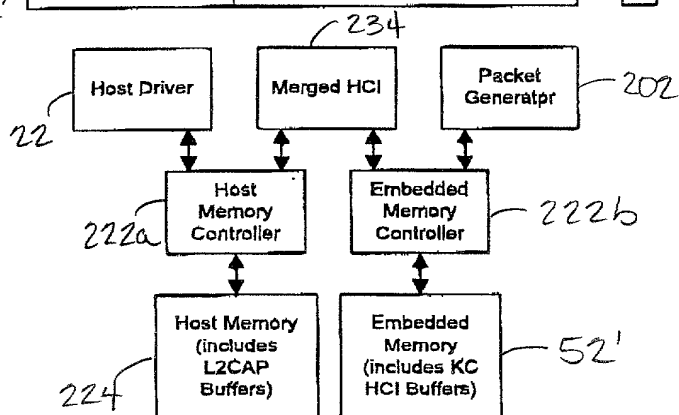 234
Host Driver
Merged HCI
Packet
Generator
202
22
Host
Memory
Controller
Embedded
Memory
Controller
222a
222b
Host Memory
(includes
L2CAP
Buffers)
Embedded
Memory
(includes KC
HCI Buffers)
224
52'